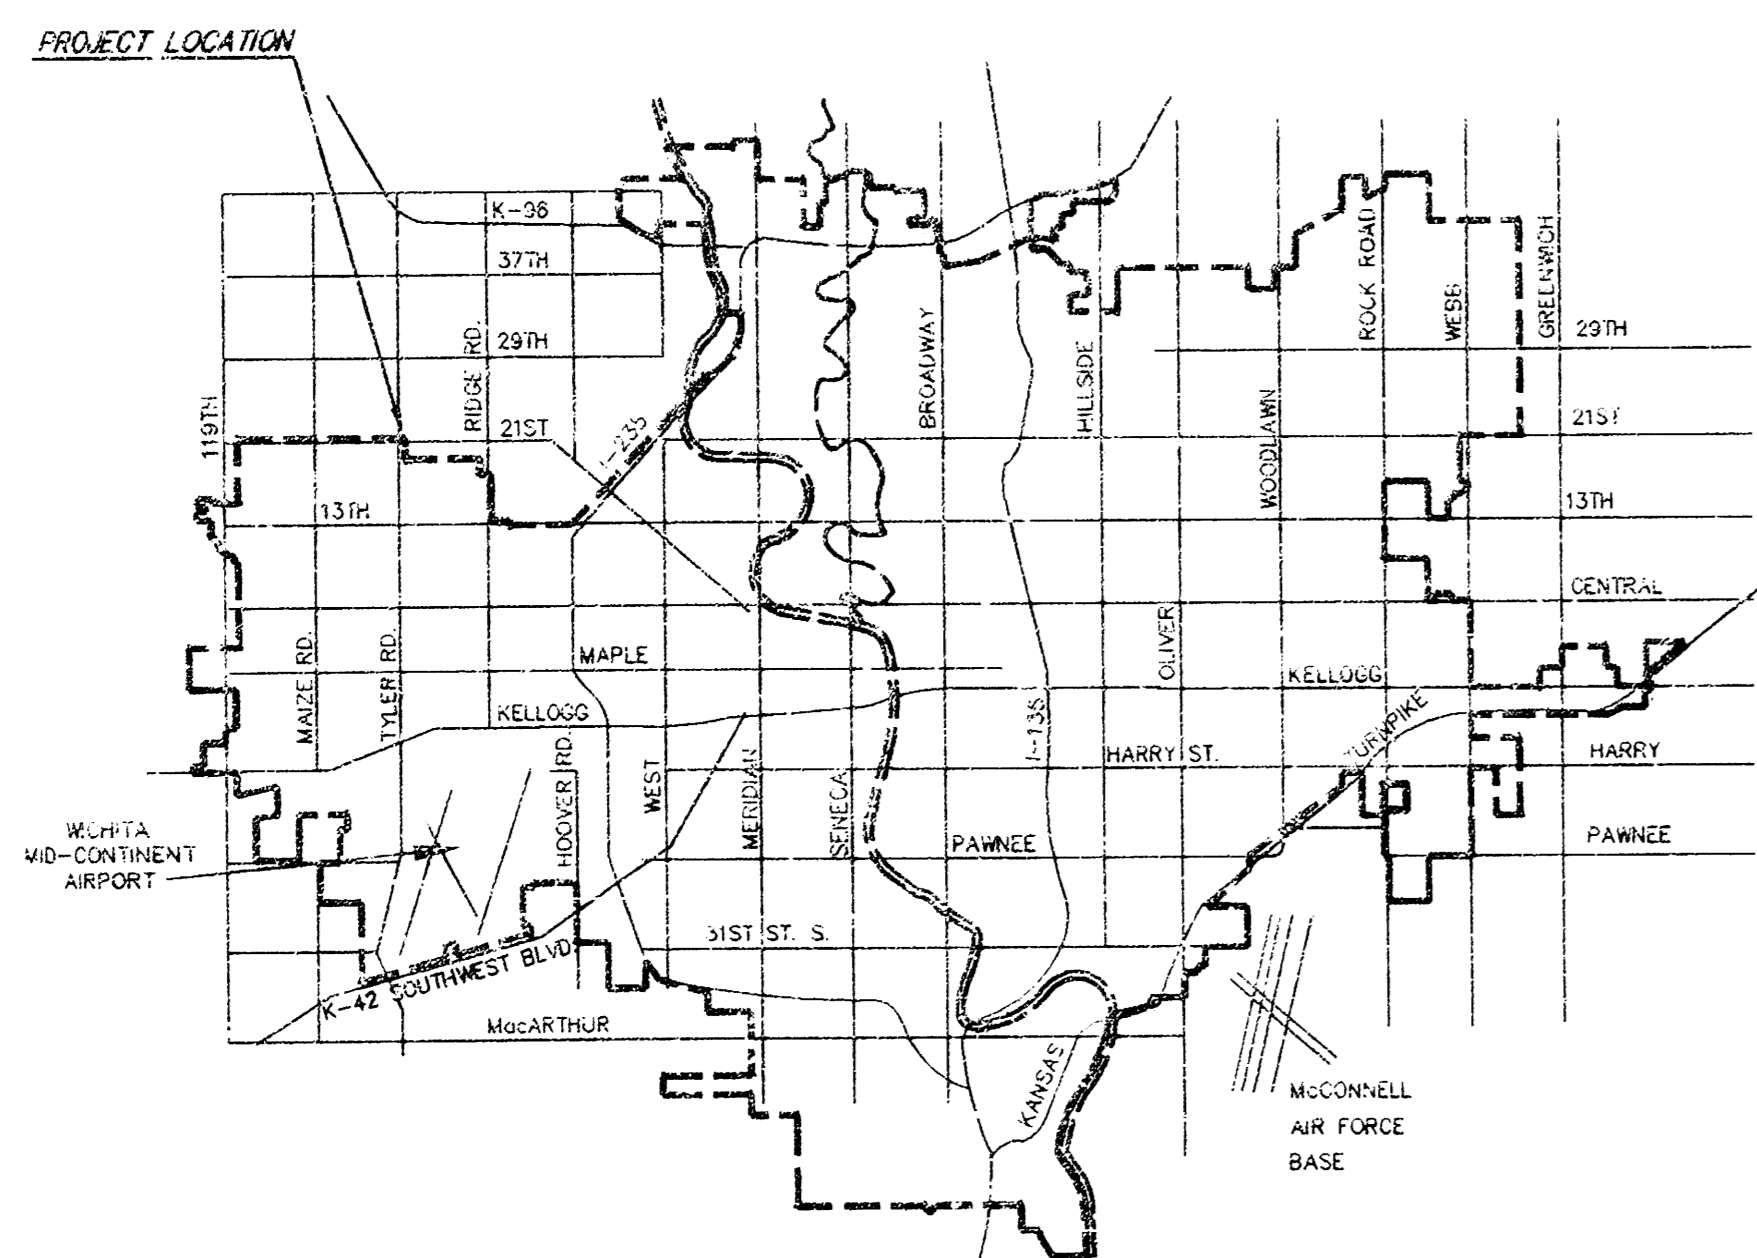 PROJECT LOCATION
K-96
37TH
29TH
RIDGE RD.
119TH
21ST
I-235
13TH
BROADWAY
HILLSIDE
WOODLAWN
ROCK ROAD
WEBB
GREENWICH
29TH
21ST
13TH
CENTRAL
MAIZE RD.
TYLER RD.
MAPLE
KELLOGG
HOOVER RD.
WEST
MERIDIAN
SENECA
I-135
OLIVER
KELLOGG
TURNPIKE
HARRY ST.
HARRY
WICHITA
MID-CONTINENT
AIRPORT
PAWNEE
PAWNEE
31ST ST. S.
K-42 SOUTHWEST BLVD.
MacARTHUR
KANSAS
McCONNELL
AIR FORCE
BASE